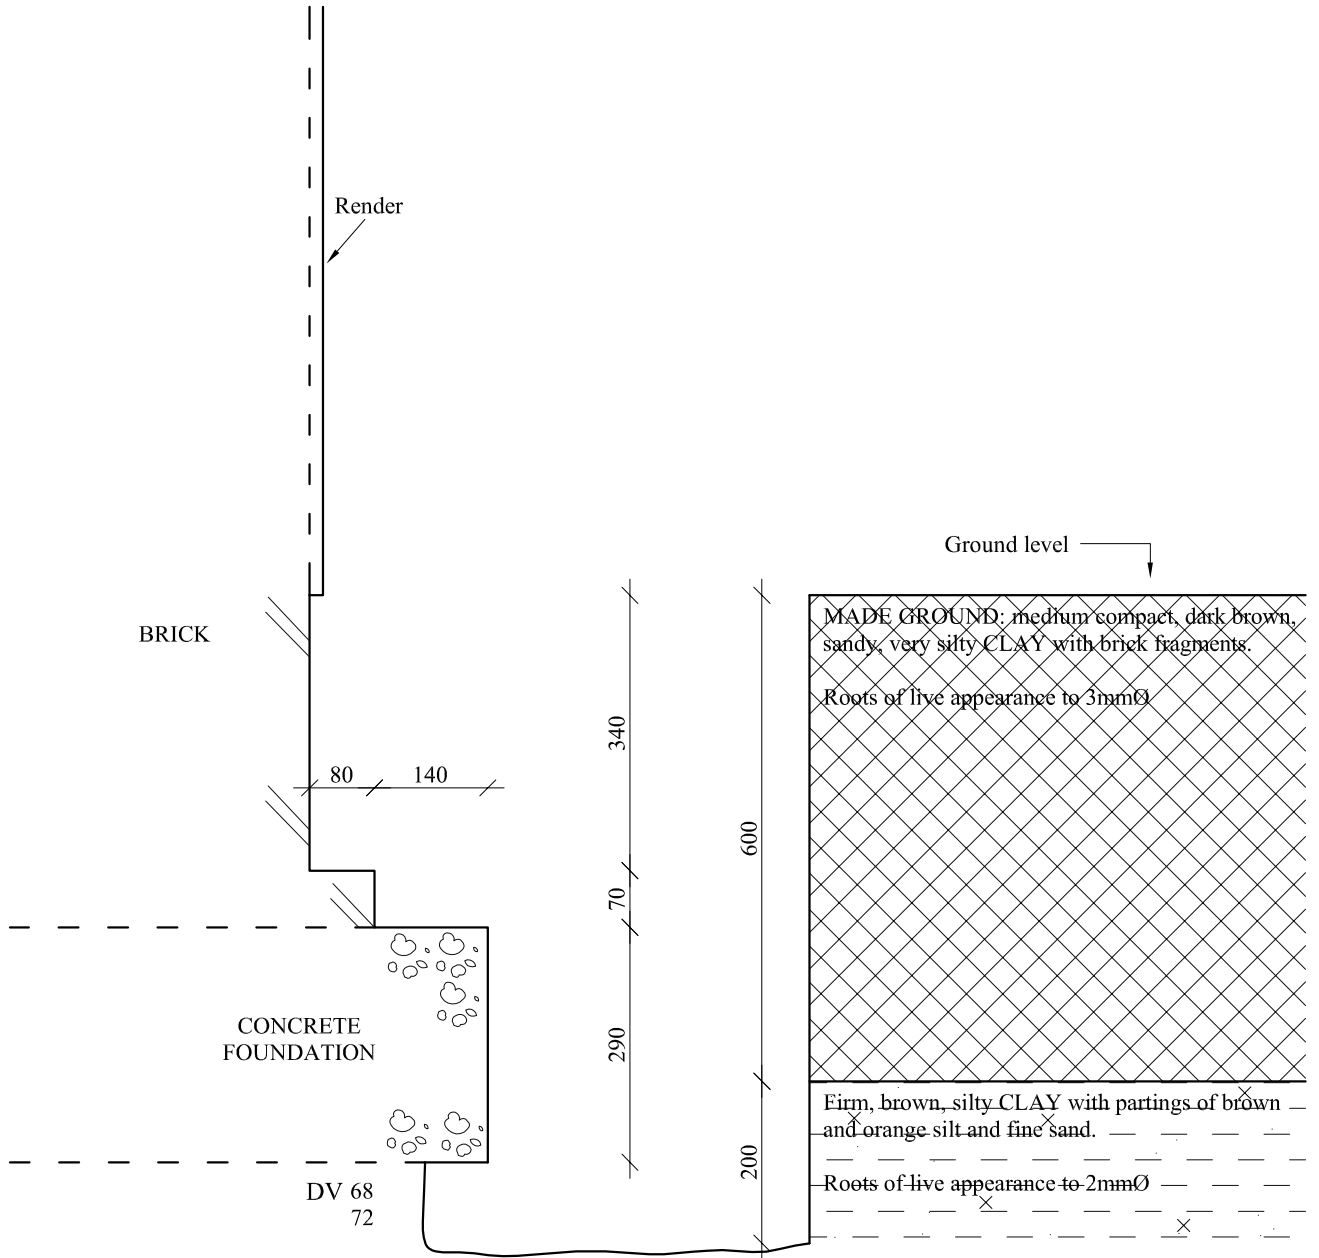 Render
Ground level
BRICK
MADE GROUND: medium compact, dark brown,
sandy, very silty CLAY with brick fragments.
Roots of live appearance to 3mmØ
340
80
140
600
70
CONCRETE
FOUNDATION
290
Firm, brown, silty CLAY with partings of brown
and orange silt and fine sand.
200
Roots of live appearance to 2mmØ
DV 68
72